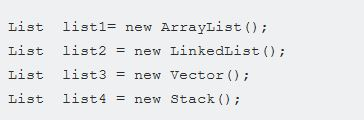 List  list1= new ArrayList();
List  list2 = new LinkedList();
List  list3 = new Vector();
List  list4 = new Stack();